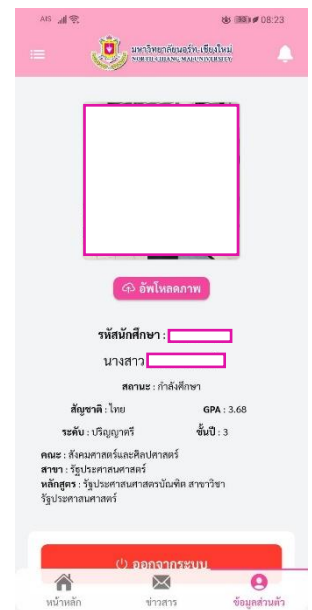 AIS 08:23
มหาวิทยาลัยนอร์ท-เชียงใหม่
NORTH-CHIANG MAI UNIVERSITY
อัพโหลดภาพ
รหัสนักศึกษา :
นางสาว
สถานะ : กำลังศึกษา
สัญชาติ : ไทย GPA : 3.68
ระดับ : ปริญญาตรี ชั้นปี : 3
คณะ : สังคมศาสตร์และศิลปศาสตร์
สาขา : รัฐประศาสนศาสตร์
หลักสูตร : รัฐประศาสนศาสตรบัณฑิต สาขาวิชา
รัฐประศาสนศาสตร์
ออกจากระบบ
หน้าหลัก ข่าวสาร ข้อมูลส่วนตัว